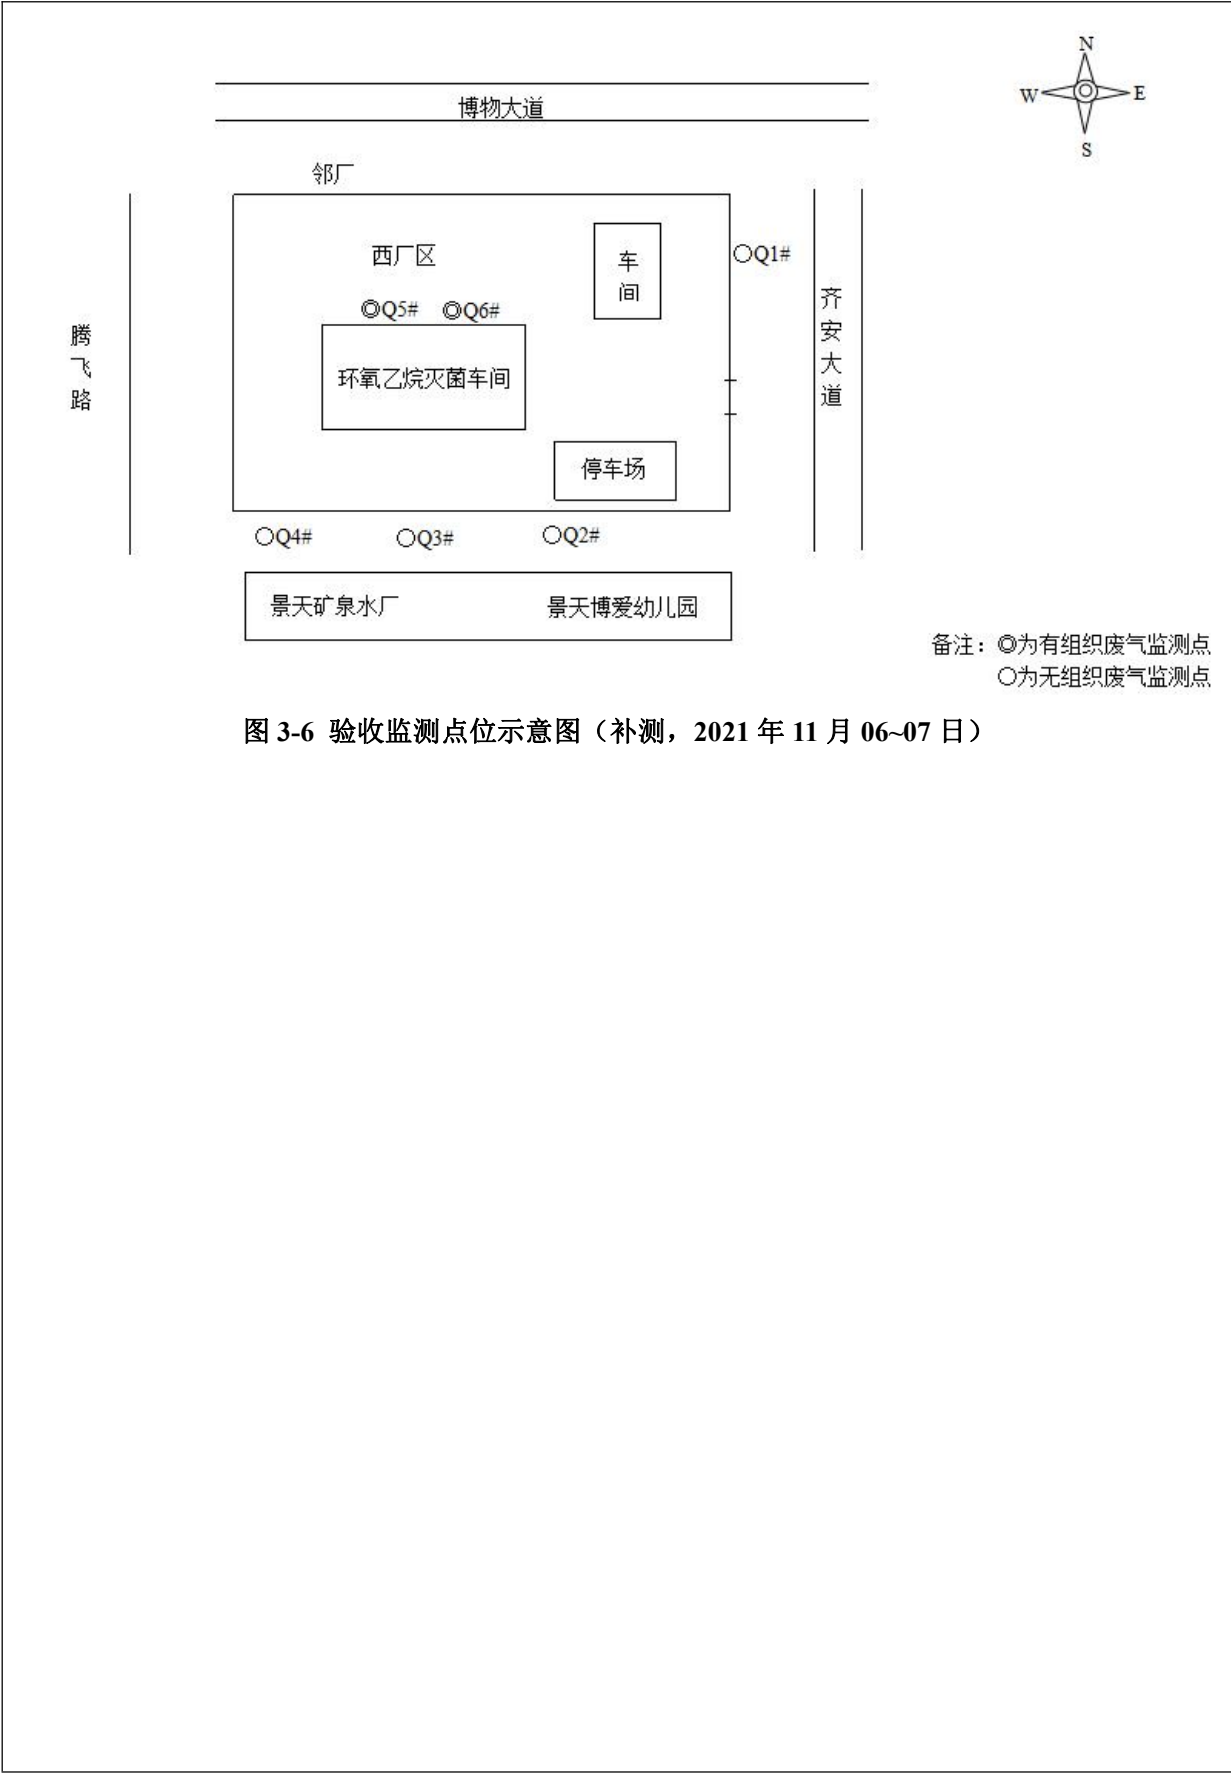 N
W E
S
博物大道
邻厂
西厂区
车间
○Q1#
◎Q5# ◎Q6#
齐安大道
腾飞路
环氧乙烷灭菌车间
停车场
○Q4# ○Q3# ○Q2#
景天矿泉水厂 景天博爱幼儿园
备注：◎为有组织废气监测点
○为无组织废气监测点
图 3-6 验收监测点位示意图（补测，2021 年 11 月 06~07 日）